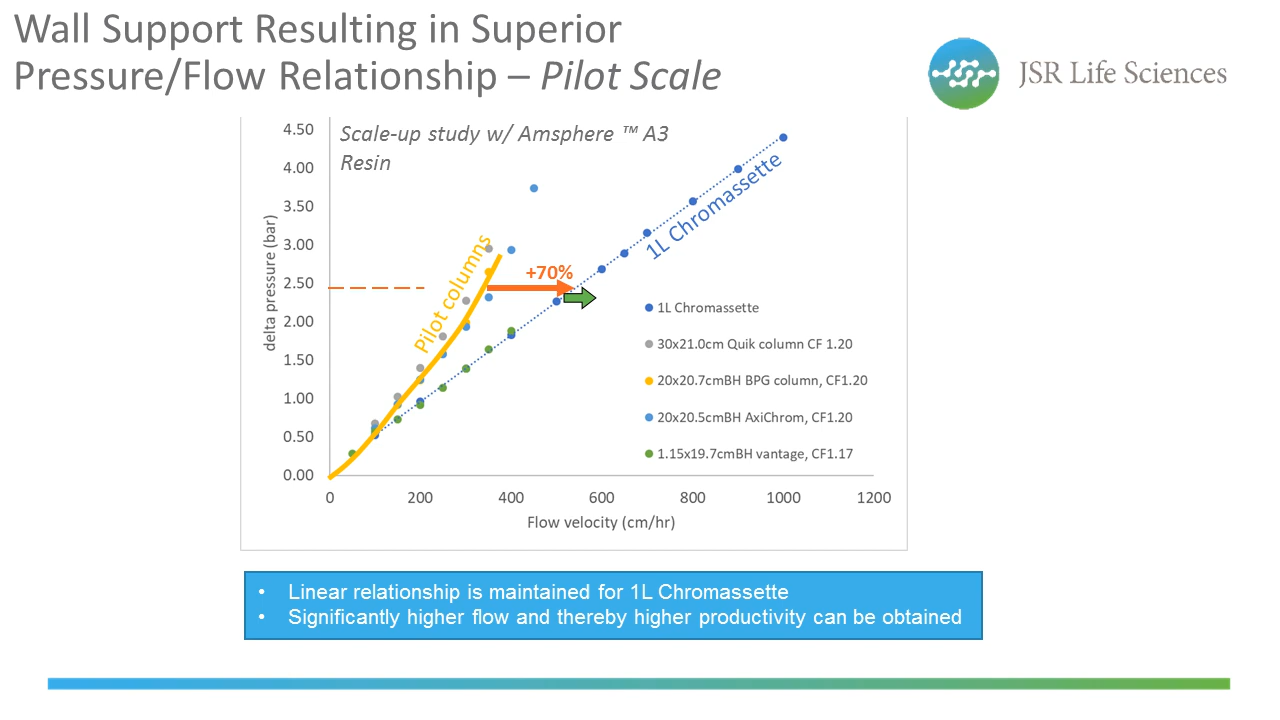 Wall Support Resulting in Superior
Pressure/Flow Relationship – Pilot Scale
JSR Life Sciences
Scale-up study w/ Amsphere ™ A3
Resin
4.50
4.00
3.50
3.00
2.50
2.00
1.50
1.00
0.50
0.00
delta pressure (bar)
Pilot columns
+70%
1L Chromassette
1L Chromassette
30x21.0cm Quik column CF 1.20
20x20.7cmBH BPG column, CF1.20
20x20.5cmBH AxiChrom, CF1.20
1.15x19.7cmBH vantage, CF1.17
0 200 400 600 800 1000 1200
Flow velocity (cm/hr)
• Linear relationship is maintained for 1L Chromassette
• Significantly higher flow and thereby higher productivity can be obtained